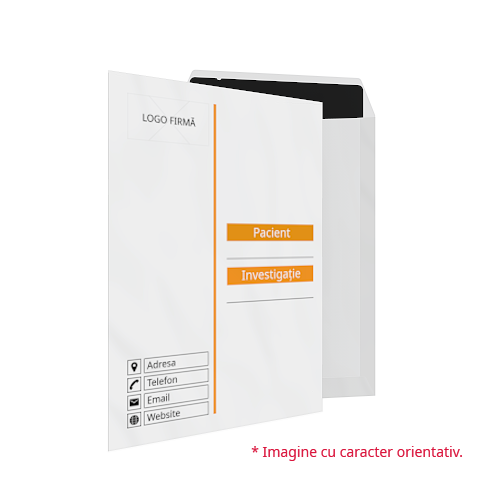 LOGO FIRMĂ
Pacient
Investigație
Adresa
Telefon
Email
Website
* Imagine cu caracter orientativ.